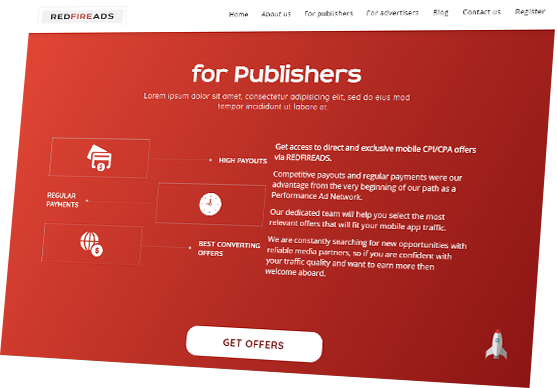 REDFIREADS
Home About us For publishers For advertisers Blog Contact us Register
for Publishers
Lorem ipsum dolor sit amet, consectetur adipisicing elit, sed do eius mod
tempor incididunt ut labore et.
HIGH PAYOUTS
REGULAR
PAYMENTS
BEST CONVERTING
OFFERS
Get access to direct and exclusive mobile CPI/CPA offers
via REDFIREADS.
Competitive payouts and regular payments were our
advantage from the very beginning of our path as a
Performance Ad Network.
Our dedicated team will help you select the most
relevant offers that will fit your mobile app traffic.
We are constantly searching for new opportunities with
reliable media partners, so if you are confident with
your traffic quality and want to earn more then
welcome aboard.
GET OFFERS